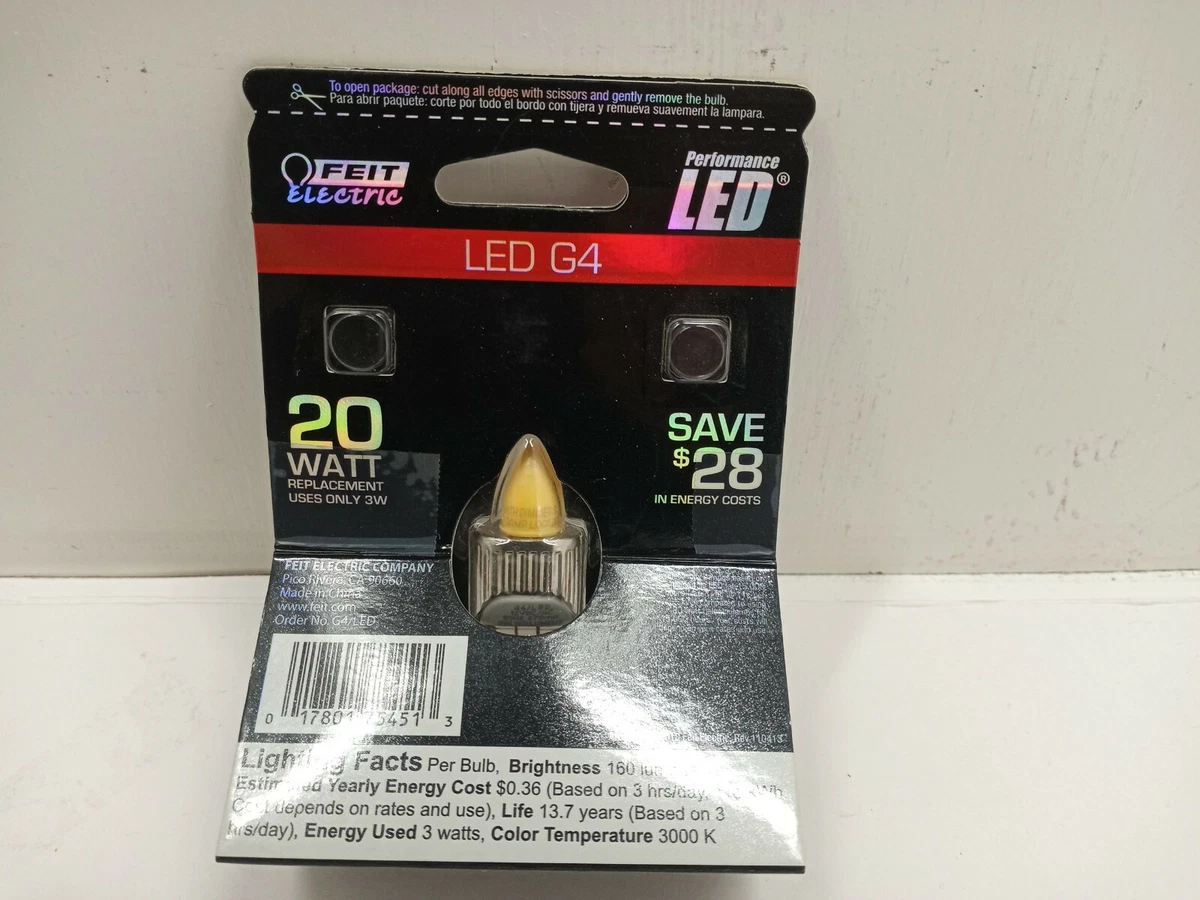 To open package: cut along all edges with scissors and gently remove the bulb.
Para abrir paquete: corte por todo el bordo con tijera y remueva suavement la lampara.
FEIT
ELECTRIC
Performance
LED®
LED G4
20
WATT
REPLACEMENT
USES ONLY 3W
SAVE
$28
IN ENERGY COSTS
FEIT ELECTRIC COMPANY
Pico Rivera, CA 90660
Made in China
www.feit.com
Order No. G4/LED
0 17801 75451 3
Lighting Facts Per Bulb, Brightness 160
Estimated Yearly Energy Cost $0.36 (Based on 3 hrs/day,
Cost depends on rates and use), Life 13.7 years (Based on 3
hrs/day), Energy Used 3 watts, Color Temperature 3000 K